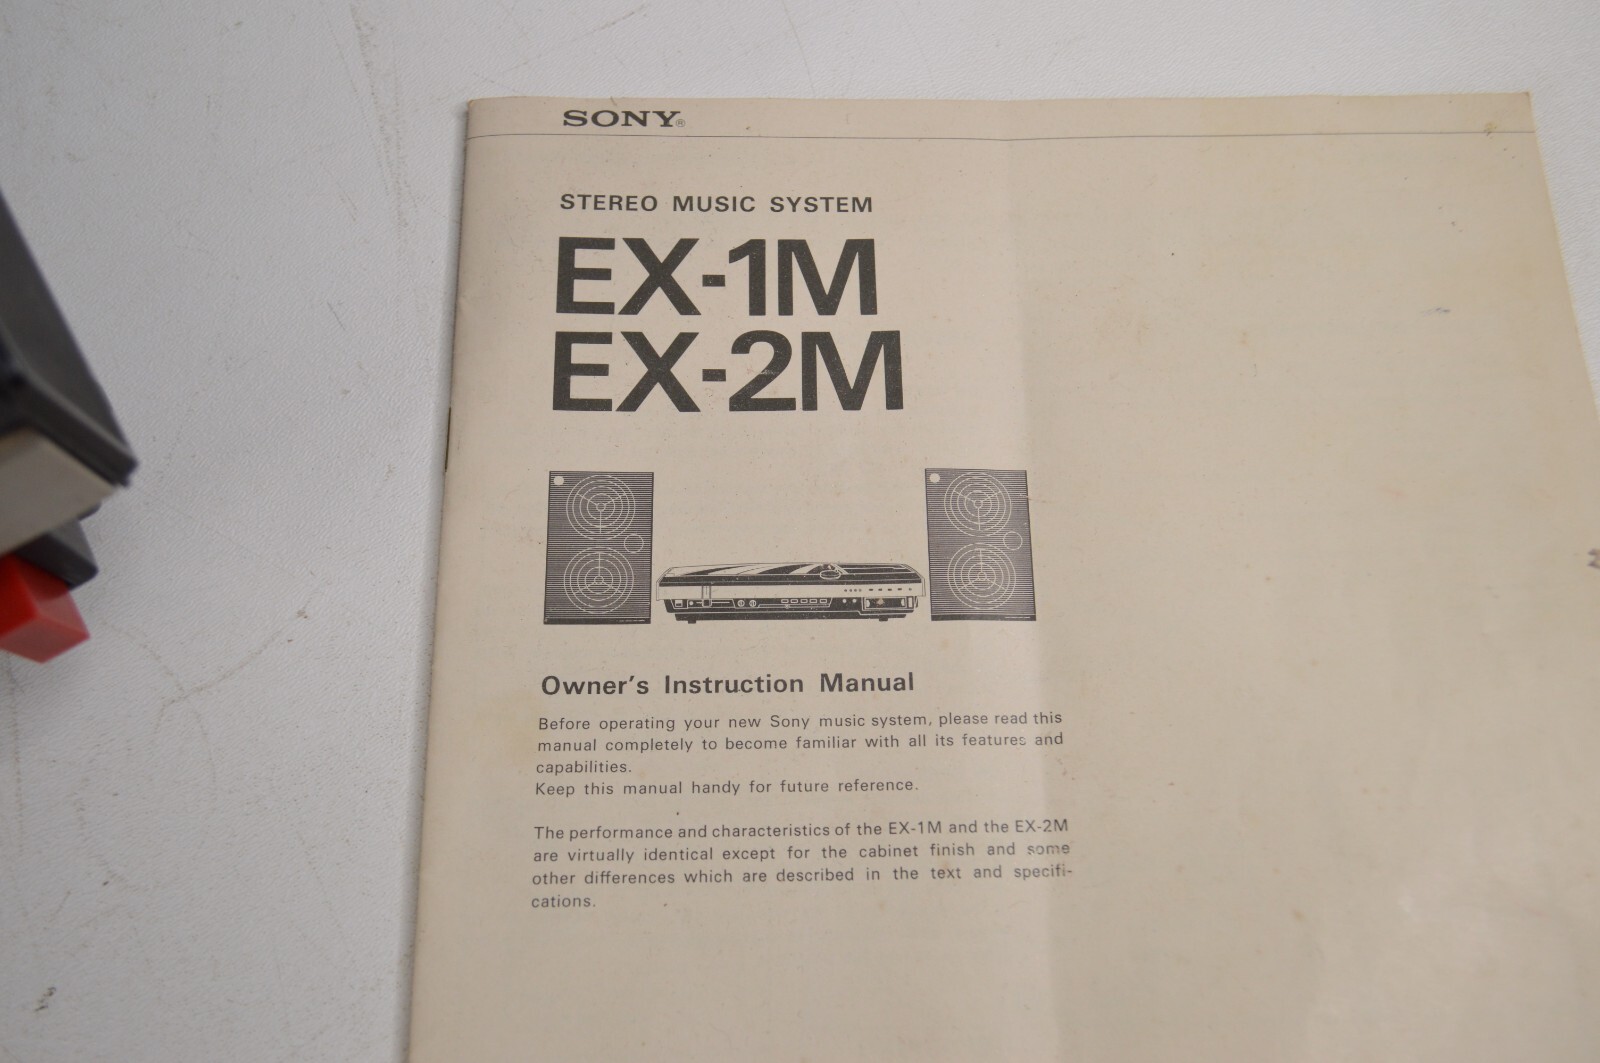 SONY®
STEREO MUSIC SYSTEM
EX-1M
EX-2M
Owner's Instruction Manual
Before operating your new Sony music system, please read this
manual completely to become familiar with all its features and
capabilities.
Keep this manual handy for future reference.
The performance and characteristics of the EX-1M and the EX-2M
are virtually identical except for the cabinet finish and some
other differences which are described in the text and specifi-
cations.